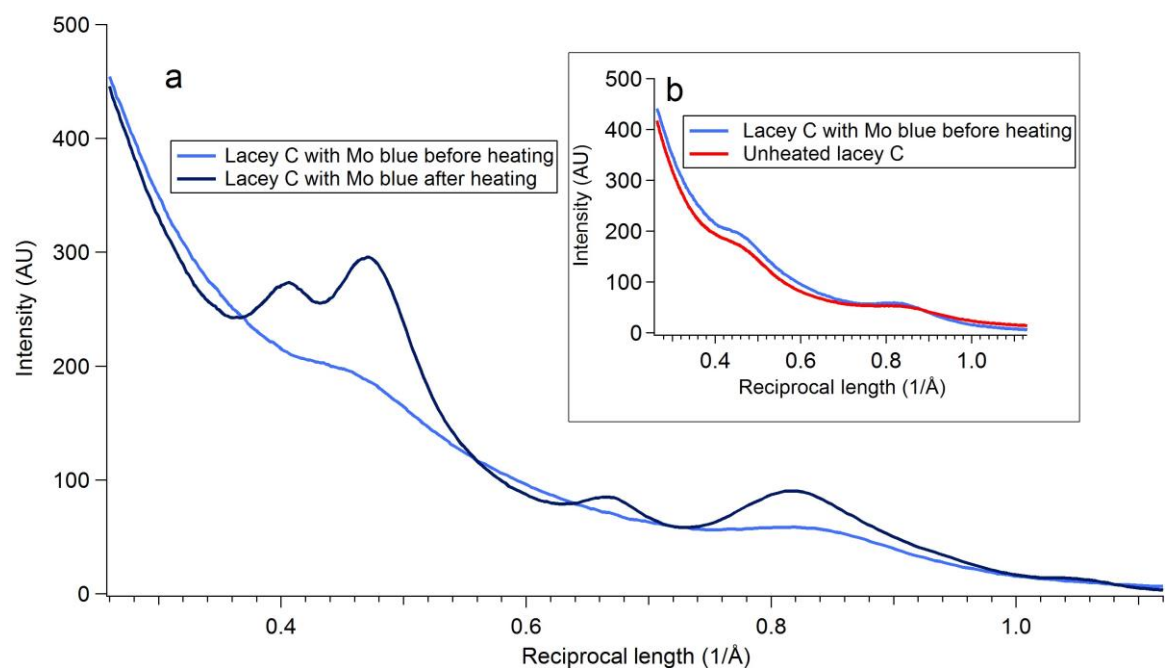 500
400
300
200
100
0
Intensity (AU)
a
Lacey C with Mo blue before heating
Lacey C with Mo blue after heating
0.4
0.6
0.8
1.0
Reciprocal length (1/Å)
b
500
400
300
200
100
0
Intensity (AU)
Lacey C with Mo blue before heating
Unheated lacey C
0.4
0.6
0.8
1.0
Reciprocal length (1/Å)